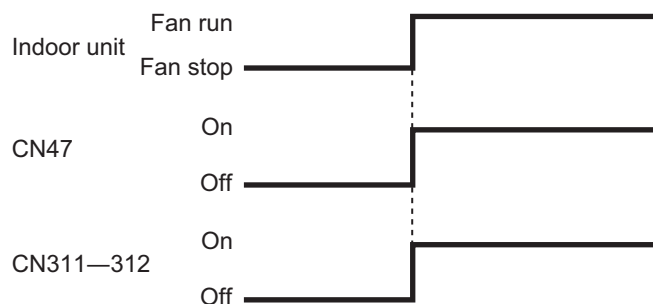 Fan run
Indoor unit
Fan stop
On
CN47
Off
On
CN311—312
Off